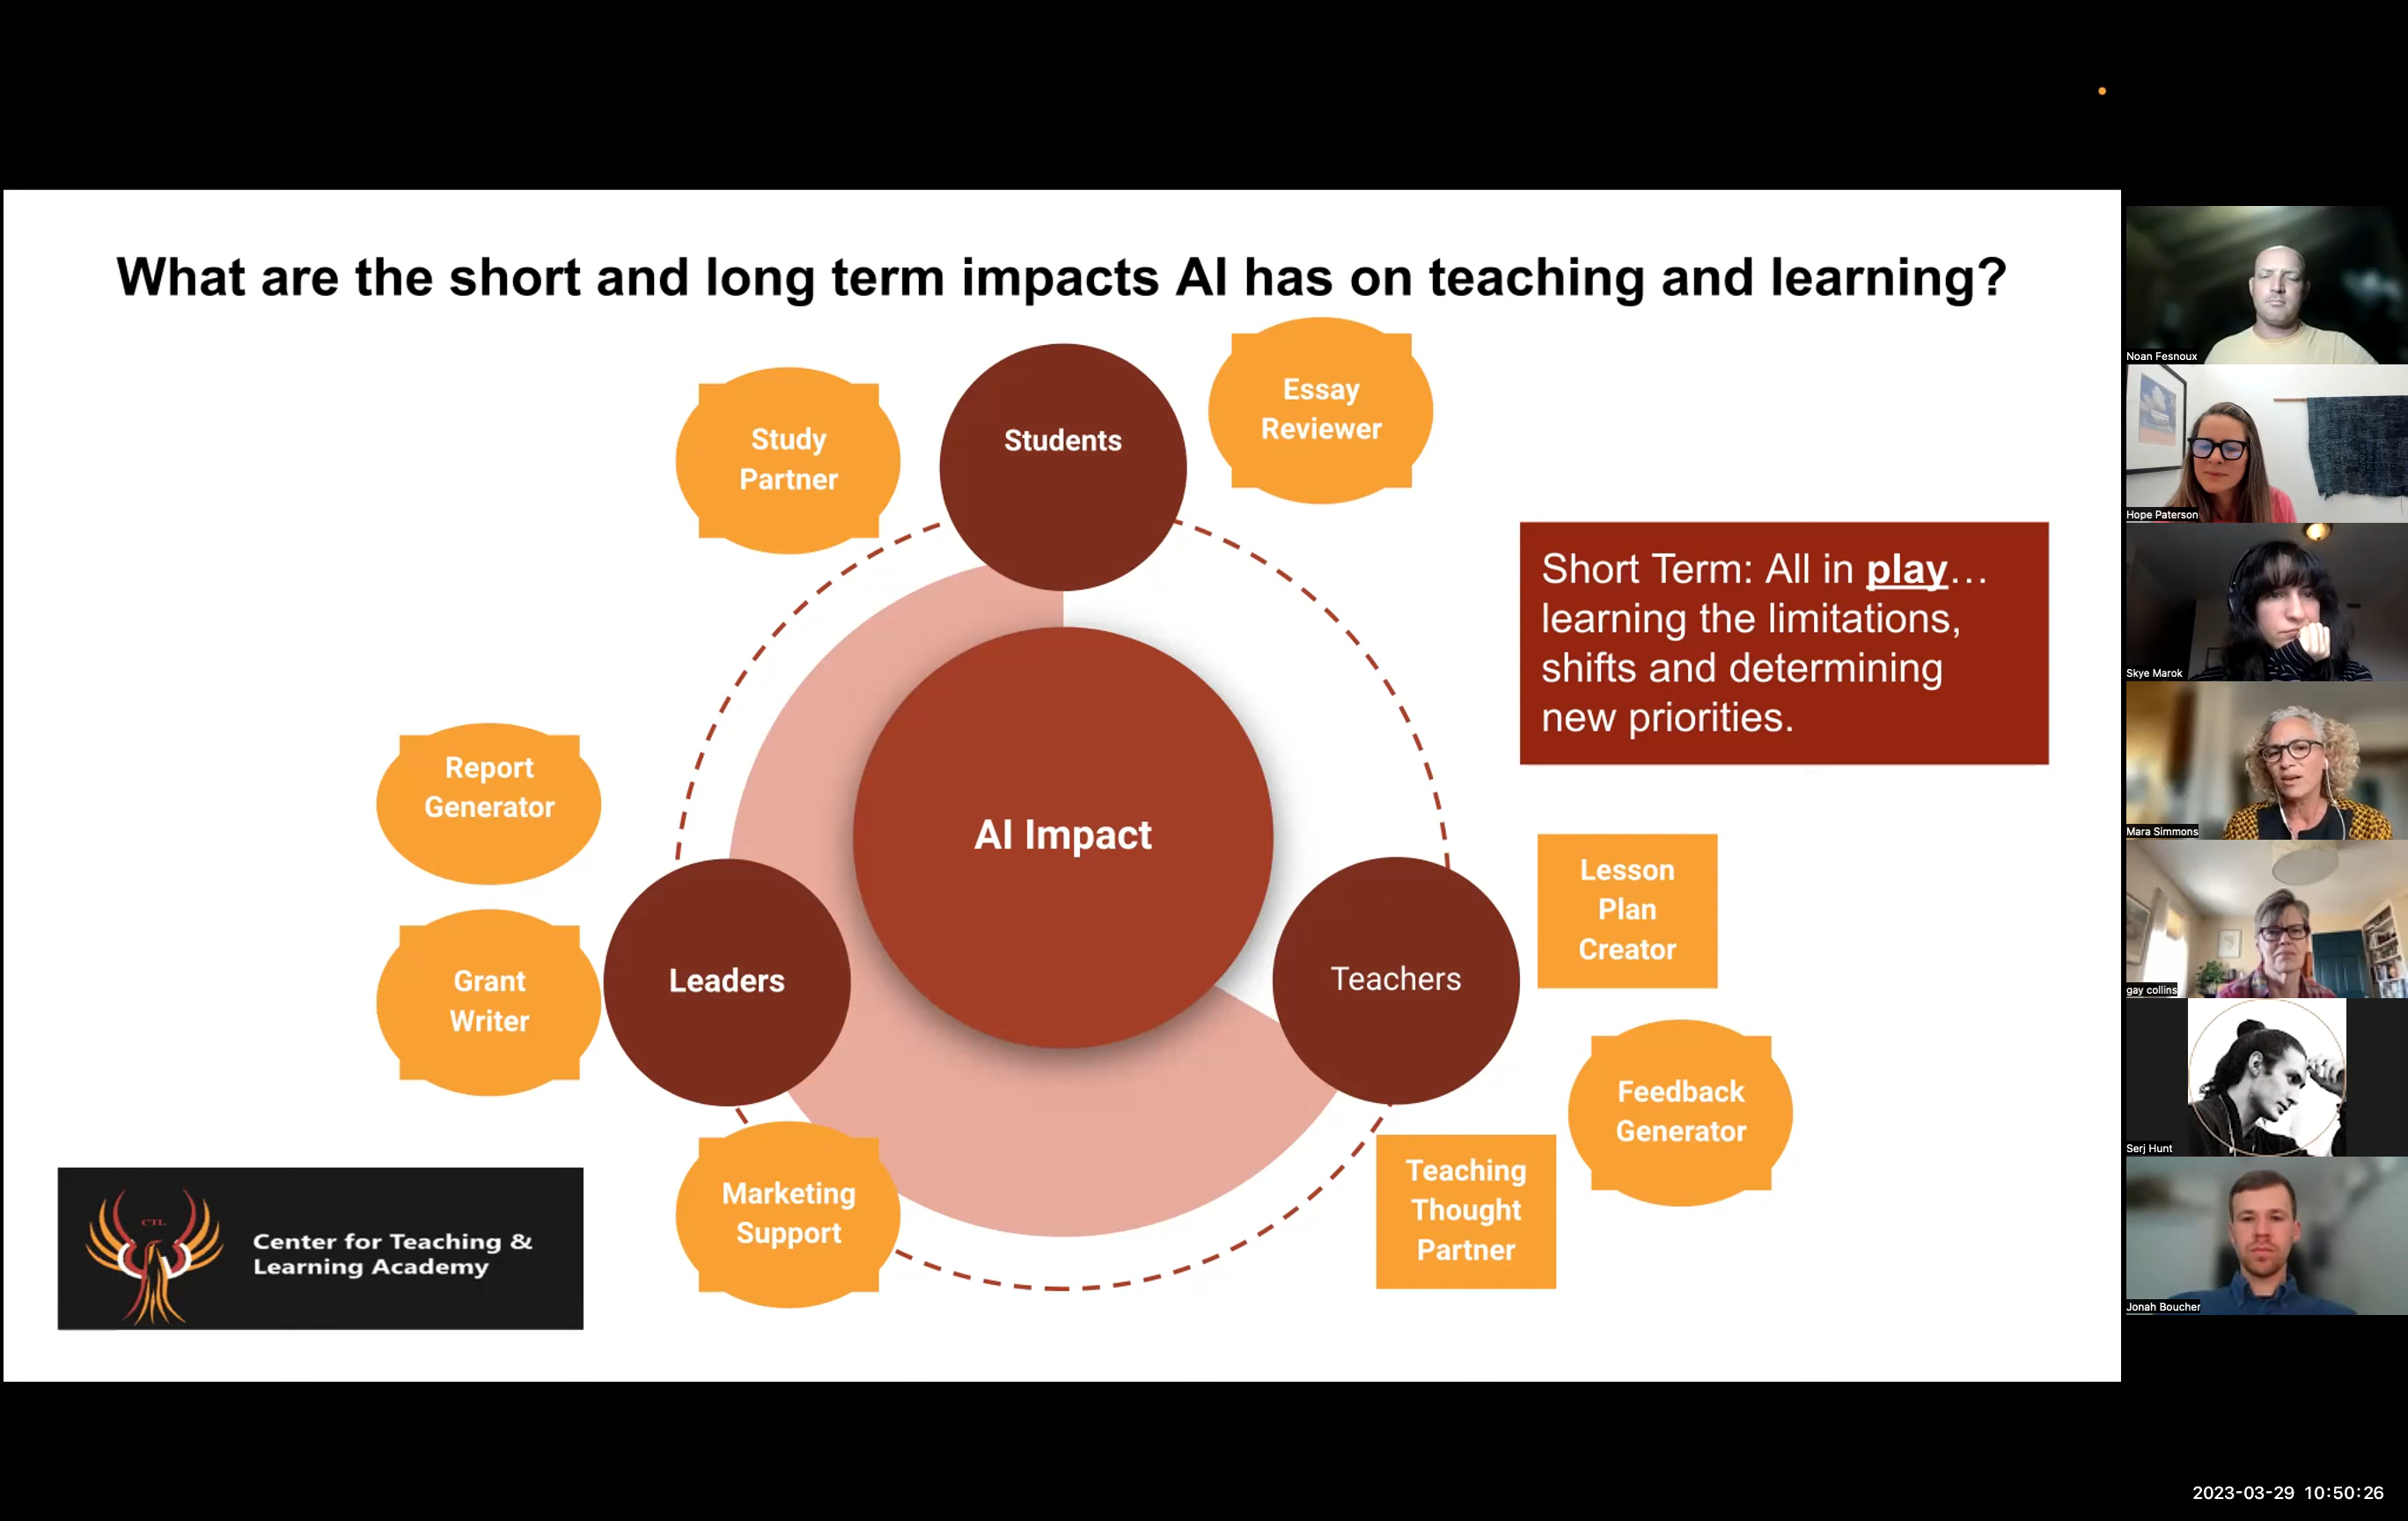 What are the short and long term impacts AI has on teaching and learning?
Study
Partner
Students
Essay
Reviewer
Short Term: All in play…
learning the limitations,
shifts and determining
new priorities.
Report
Generator
AI Impact
Lesson
Plan
Creator
Leaders
Teachers
Grant
Writer
Feedback
Generator
Marketing
Support
Teaching
Thought
Partner
CTL
Center for Teaching &
Learning Academy
Noan Fesnoux
Hope Paterson
Skye Marok
Mara Simmons
gay collins
Serj Hunt
Jonah Boucher
2023-03-29 10:50:26